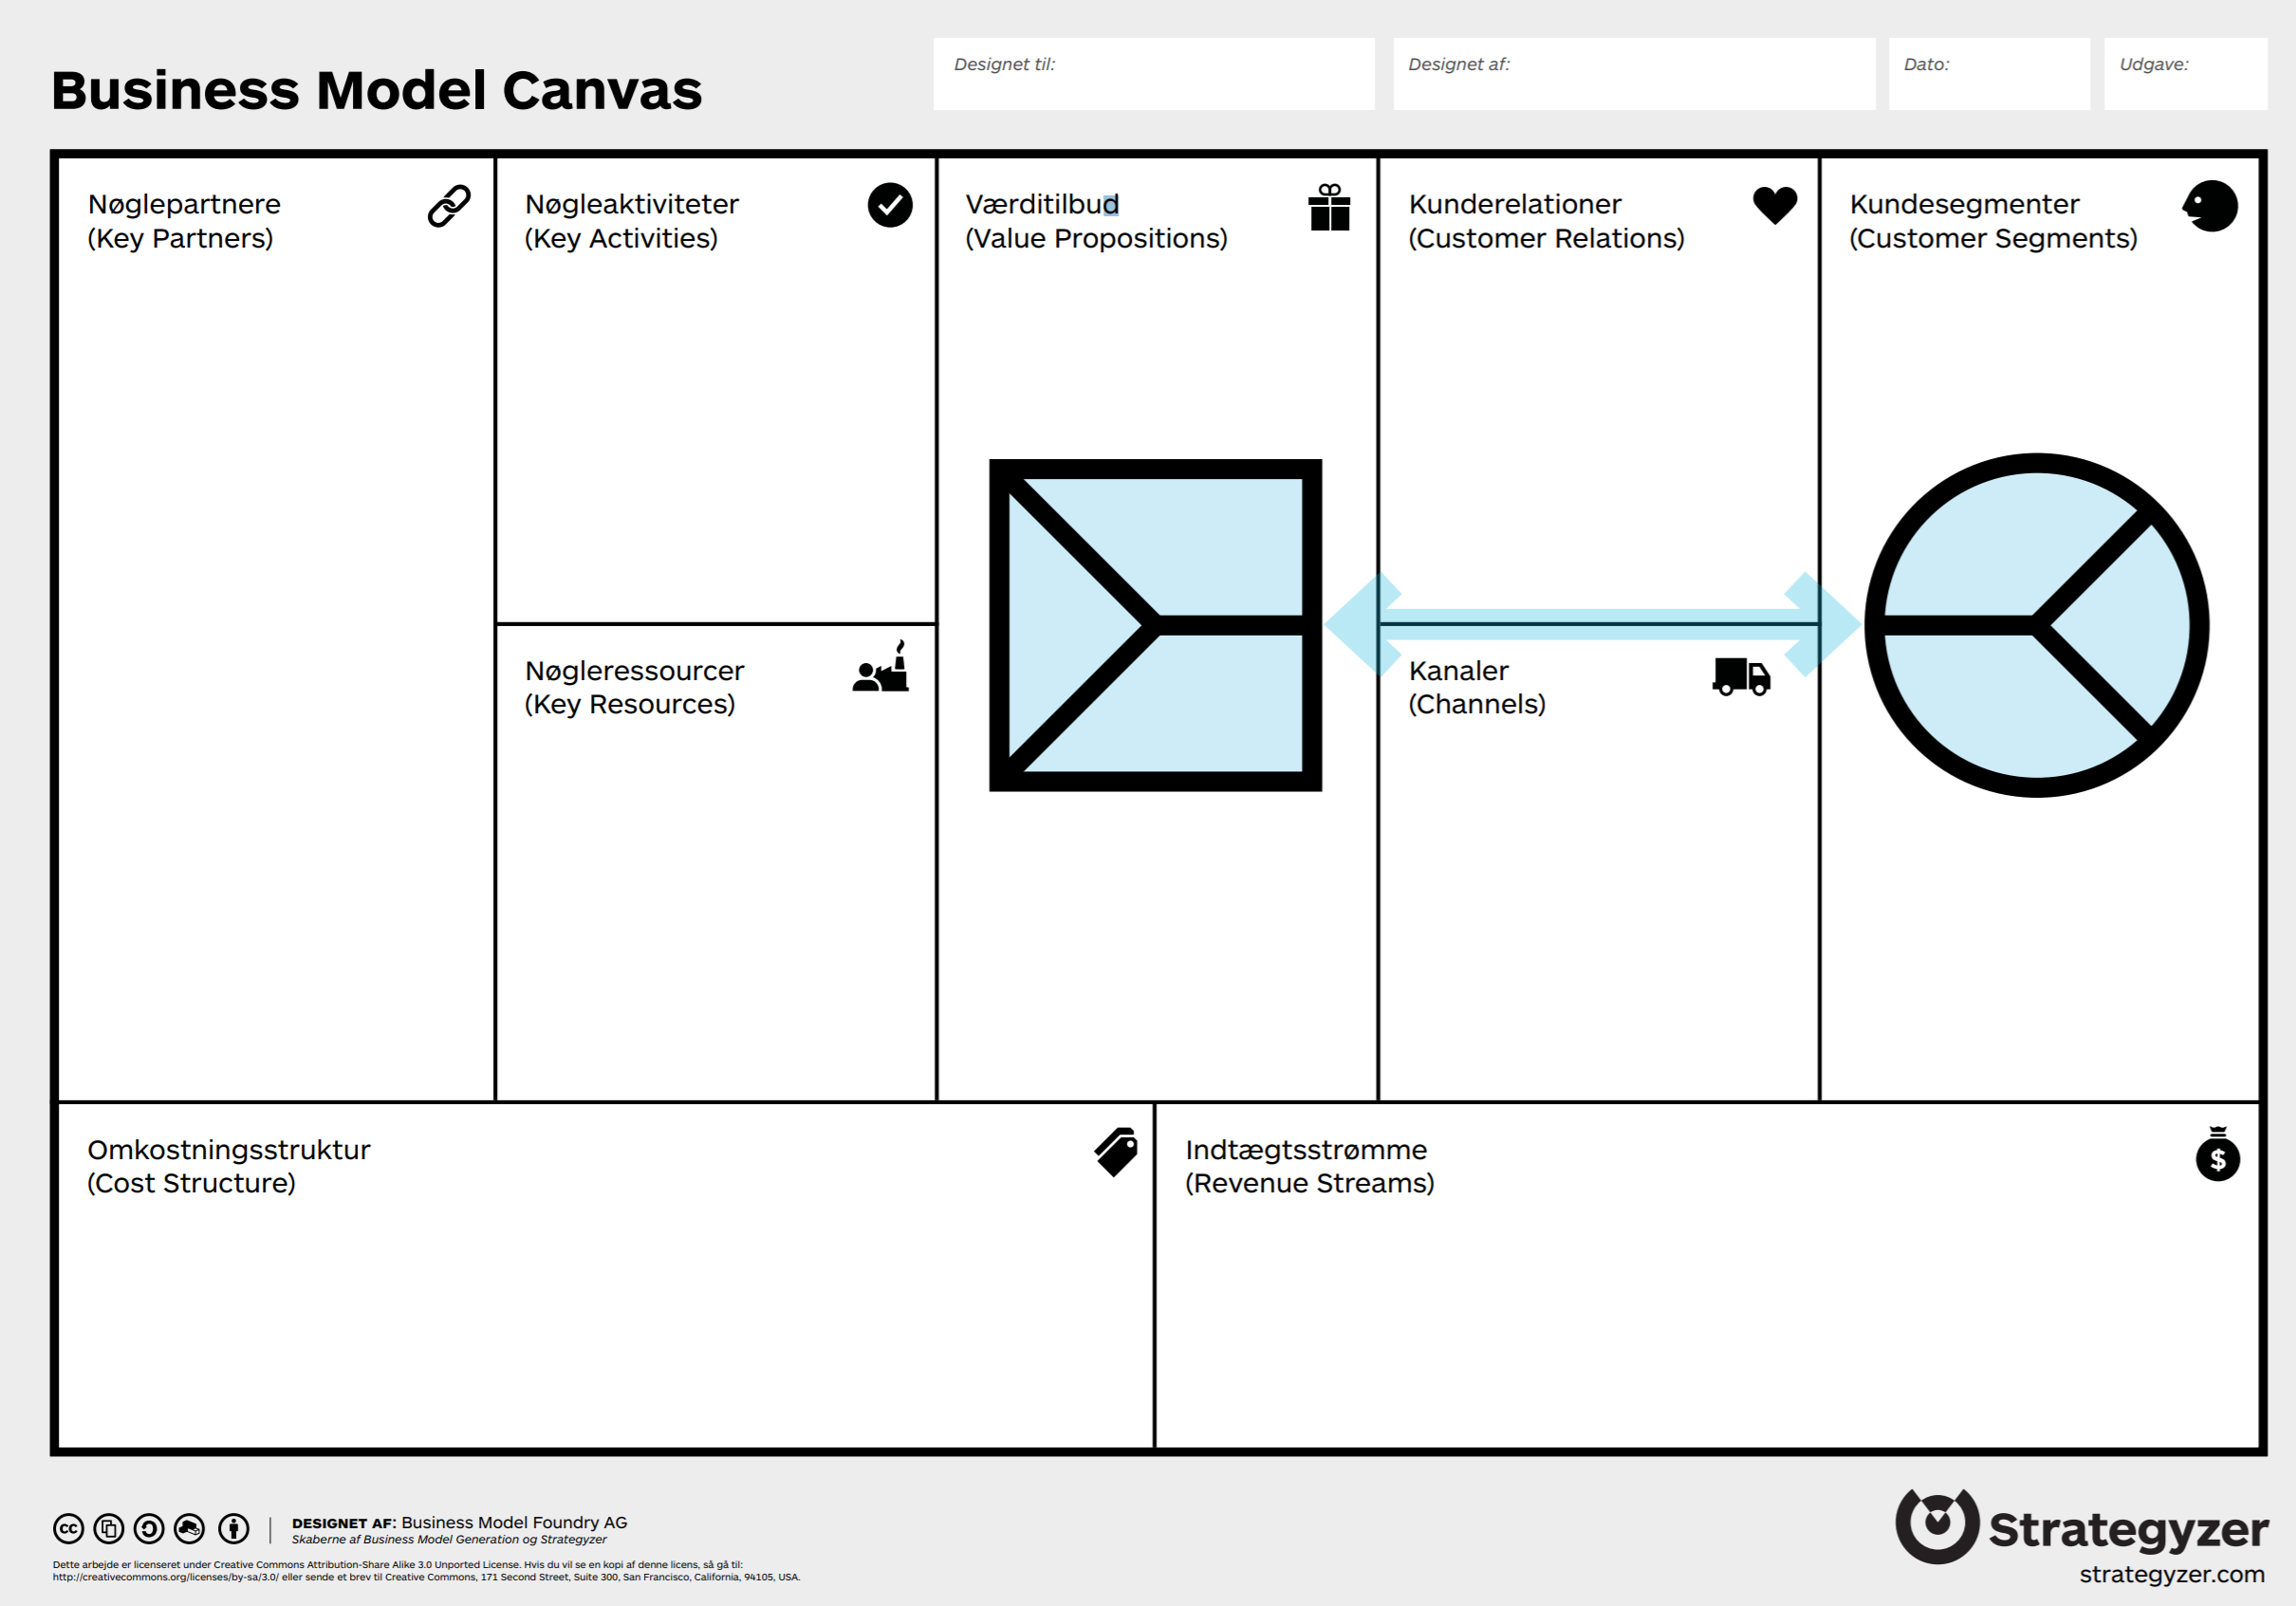 Business Model Canvas
Designet til:
Designet af:
Dato:
Udgave:
Nøglepartnere
(Key Partners)
Nøgleaktiviteter
(Key Activities)
Nøgleressourcer
(Key Resources)
Værditilbud
(Value Propositions)
Kunderelationer
(Customer Relations)
Kanaler
(Channels)
Kundesegmenter
(Customer Segments)
Omkostningsstruktur
(Cost Structure)
Indtægtsstrømme
(Revenue Streams)
$
cc
DESIGNET AF: Business Model Foundry AG
Skaberne af Business Model Generation og Strategyzer
Dette arbejde er licenseret under Creative Commons Attribution-Share Alike 3.0 Unported License. Hvis du vil se en kopi af denne licens, så gå til:
http://creativecommons.org/licenses/by-sa/3.0/ eller sende et brev til Creative Commons, 171 Second Street, Suite 300, San Francisco, California, 94105, USA.
Strategyzer
strategyzer.com